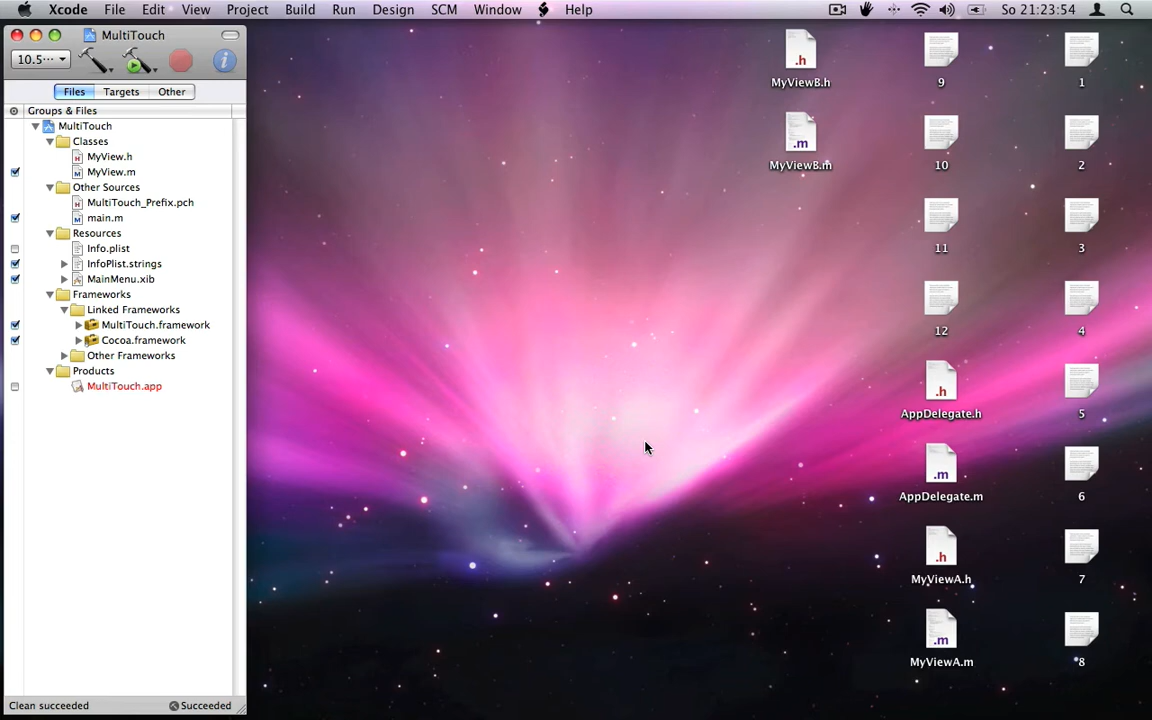 Xcode File Edit View Project Build Run Design SCM Window Help So 21:23:54
MultiTouch
10.5···
Files Targets Other
Groups & Files
MultiTouch
Classes
MyView.h
MyView.m
Other Sources
MultiTouch_Prefix.pch
main.m
Resources
Info.plist
InfoPlist.strings
MainMenu.xib
Frameworks
Linked Frameworks
MultiTouch.framework
Cocoa.framework
Other Frameworks
Products
MultiTouch.app
Clean succeeded Succeeded
.h
MyViewB.h
.m
MyViewB.m
9
10
11
12
.h
AppDelegate.h
.m
AppDelegate.m
.h
MyViewA.h
.m
MyViewA.m
1
2
3
4
5
6
7
8